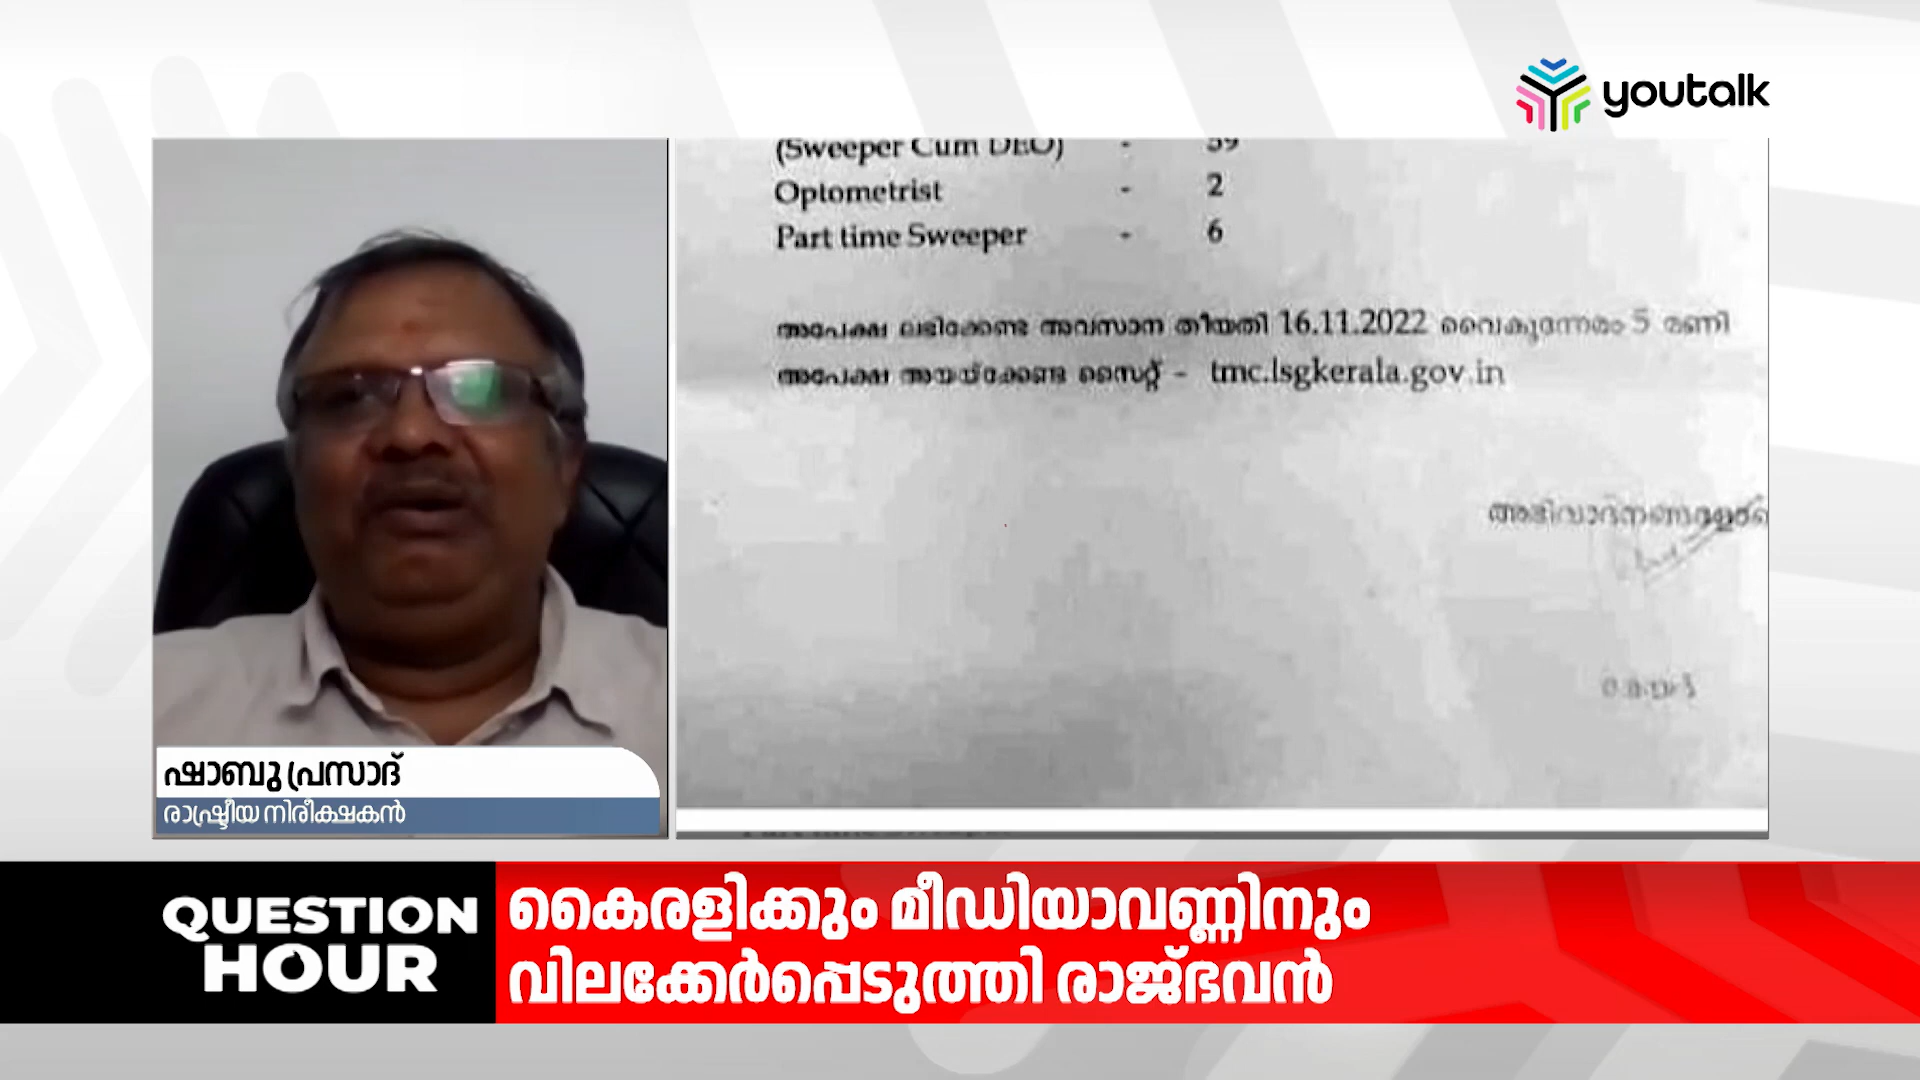 youtalk
(Sweeper Cum DEO) - 59
Optometrist - 2
Part time Sweeper - 6
അപേക്ഷ ലഭിക്കേണ്ട അവസാന തീയതി 16.11.2022 വൈകുന്നേരം 5 മണി
അപേക്ഷ അയയ്ക്കേണ്ട സൈറ്റ് - tmc.lsgkerala.gov.in
ഷാബു പ്രസാദ്
രാഷ്ട്രീയ നിരീക്ഷകൻ
QUESTION
HOUR
കൈരളിക്കും മീഡിയാവണ്ണിനും
വിലക്കേർപ്പെടുത്തി രാജ്ഭവൻ